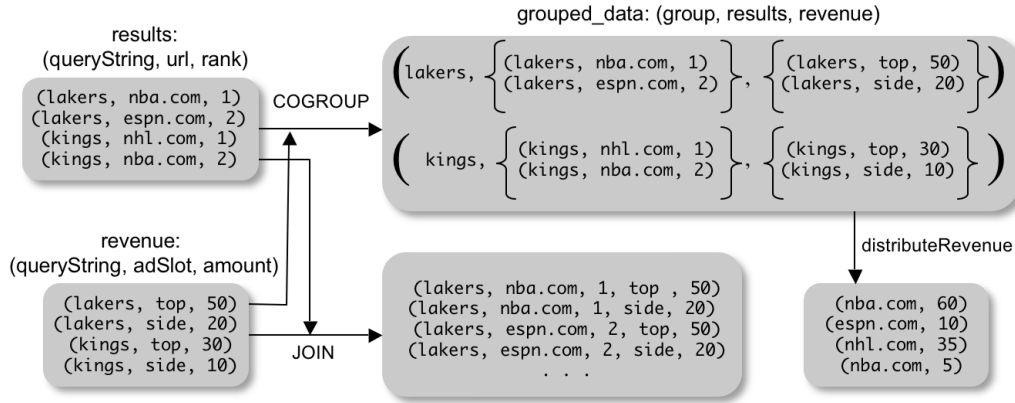 grouped_data: (group, results, revenue)
results:
(queryString, url, rank)
(lakers, nba.com, 1)
(lakers, espn.com, 2)
(kings, nhl.com, 1)
(kings, nba.com, 2)
COGROUP
(lakers, {(lakers, nba.com, 1) (lakers, espn.com, 2)}, {(lakers, top, 50) (lakers, side, 20)})
( kings, {(kings, nhl.com, 1) (kings, nba.com, 2)}, {(kings, top, 30) (kings, side, 10)})
revenue:
(queryString, adSlot, amount)
(lakers, top, 50)
(lakers, side, 20)
(kings, top, 30)
(kings, side, 10)
JOIN
(lakers, nba.com, 1, top , 50)
(lakers, nba.com, 1, side, 20)
(lakers, espn.com, 2, top, 50)
(lakers, espn.com, 2, side, 20)
. . .
distributeRevenue
(nba.com, 60)
(espn.com, 10)
(nhl.com, 35)
(nba.com, 5)